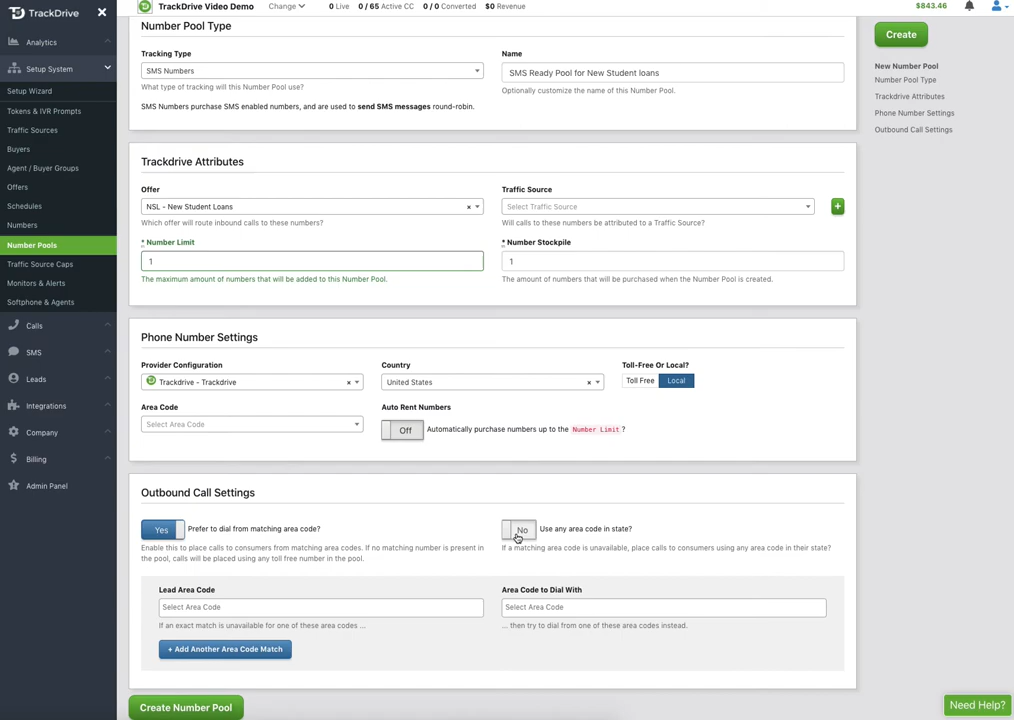 TrackDrive
TrackDrive Video Demo
Change
0 Live
0 / 65 Active CC
0 / 0 Converted
$0 Revenue
$843.46
Analytics
Setup System
Setup Wizard
Tokens & IVR Prompts
Traffic Sources
Buyers
Agent / Buyer Groups
Offers
Schedules
Numbers
Number Pools
Traffic Source Caps
Monitors & Alerts
Softphone & Agents
Calls
SMS
Leads
Integrations
Company
Billing
Admin Panel
Number Pool Type
Tracking Type
SMS Numbers
What type of tracking will this Number Pool use?
Name
SMS Ready Pool for New Student loans
Optionally customize the name of this Number Pool.
SMS Numbers purchase SMS enabled numbers, and are used to send SMS messages round-robin.
Trackdrive Attributes
Offer
NSL - New Student Loans
× 
Which offer will route inbound calls to these numbers?
Traffic Source
Select Traffic Source
+
Will calls to these numbers be attributed to a Traffic Source?
* Number Limit
1
The maximum amount of numbers that will be added to this Number Pool.
* Number Stockpile
1
The amount of numbers that will be purchased when the Number Pool is created.
Phone Number Settings
Provider Configuration
Trackdrive - Trackdrive
×
Country
United States
×
Toll-Free Or Local?
Toll Free
Local
Area Code
Select Area Code
Auto Rent Numbers
Off
Automatically purchase numbers up to the Number Limit ?
Outbound Call Settings
Yes
Prefer to dial from matching area code?
Enable this to place calls to consumers from matching area codes. If no matching number is present in
the pool, calls will be placed using any toll free number in the pool.
No
Use any area code in state?
If a matching area code is unavailable, place calls to consumers using any area code in their state?
Lead Area Code
Select Area Code
If an exact match is unavailable for one of these area codes ...
Area Code to Dial With
Select Area Code
... then try to dial from one of these area codes instead.
+ Add Another Area Code Match
Create Number Pool
Create
New Number Pool
Number Pool Type
Trackdrive Attributes
Phone Number Settings
Outbound Call Settings
Need Help?